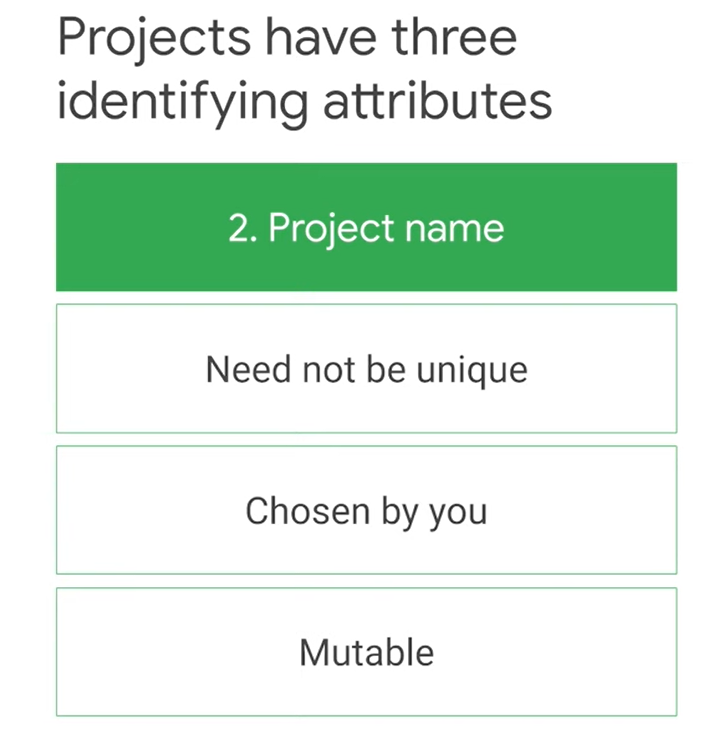 Projects have three
identifying attributes
2. Project name
Need not be unique
Chosen by you
Mutable